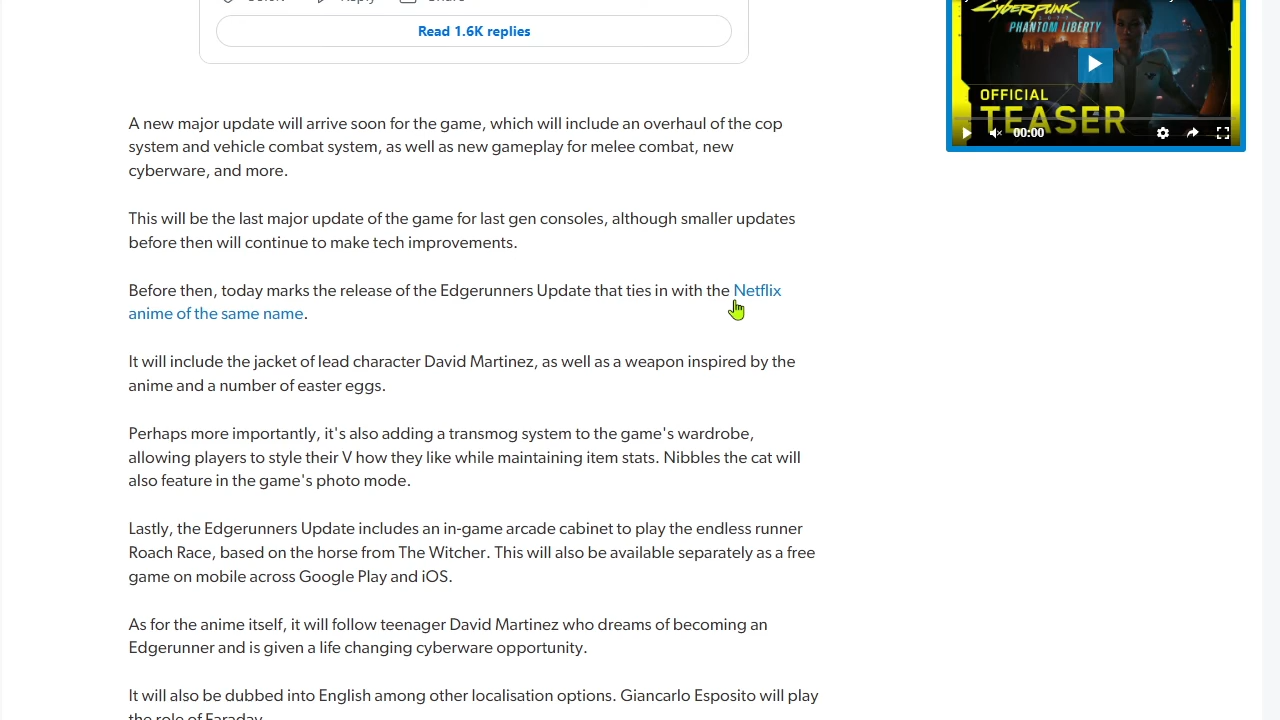 Read 1.6K replies
CYBERPUNK
PHANTOM LIBERTY
OFFICIAL
TEASER
00:00
A new major update will arrive soon for the game, which will include an overhaul of the cop
system and vehicle combat system, as well as new gameplay for melee combat, new
cyberware, and more.
This will be the last major update of the game for last gen consoles, although smaller updates
before then will continue to make tech improvements.
Before then, today marks the release of the Edgerunners Update that ties in with the Netflix
anime of the same name.
It will include the jacket of lead character David Martinez, as well as a weapon inspired by the
anime and a number of easter eggs.
Perhaps more importantly, it's also adding a transmog system to the game's wardrobe,
allowing players to style their V how they like while maintaining item stats. Nibbles the cat will
also feature in the game's photo mode.
Lastly, the Edgerunners Update includes an in-game arcade cabinet to play the endless runner
Roach Race, based on the horse from The Witcher. This will also be available separately as a free
game on mobile across Google Play and iOS.
As for the anime itself, it will follow teenager David Martinez who dreams of becoming an
Edgerunner and is given a life changing cyberware opportunity.
It will also be dubbed into English among other localisation options. Giancarlo Esposito will play
the role of Faraday.